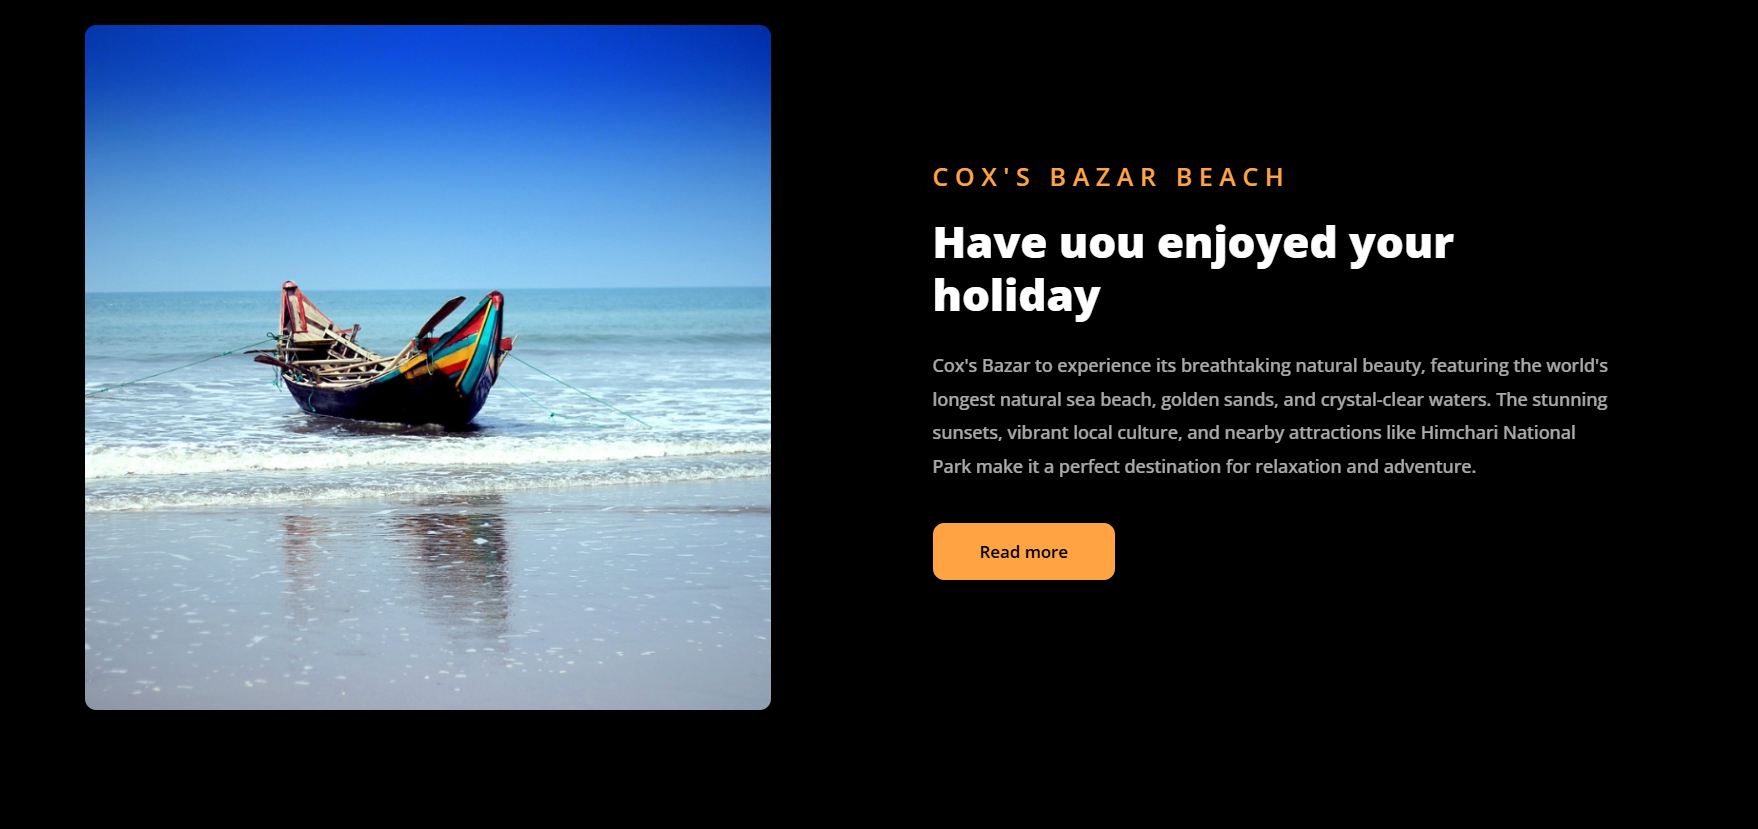 COX'S BAZAR BEACH
Have uou enjoyed your
holiday
Cox's Bazar to experience its breathtaking natural beauty, featuring the world's
longest natural sea beach, golden sands, and crystal-clear waters. The stunning
sunsets, vibrant local culture, and nearby attractions like Himchari National
Park make it a perfect destination for relaxation and adventure.
Read more